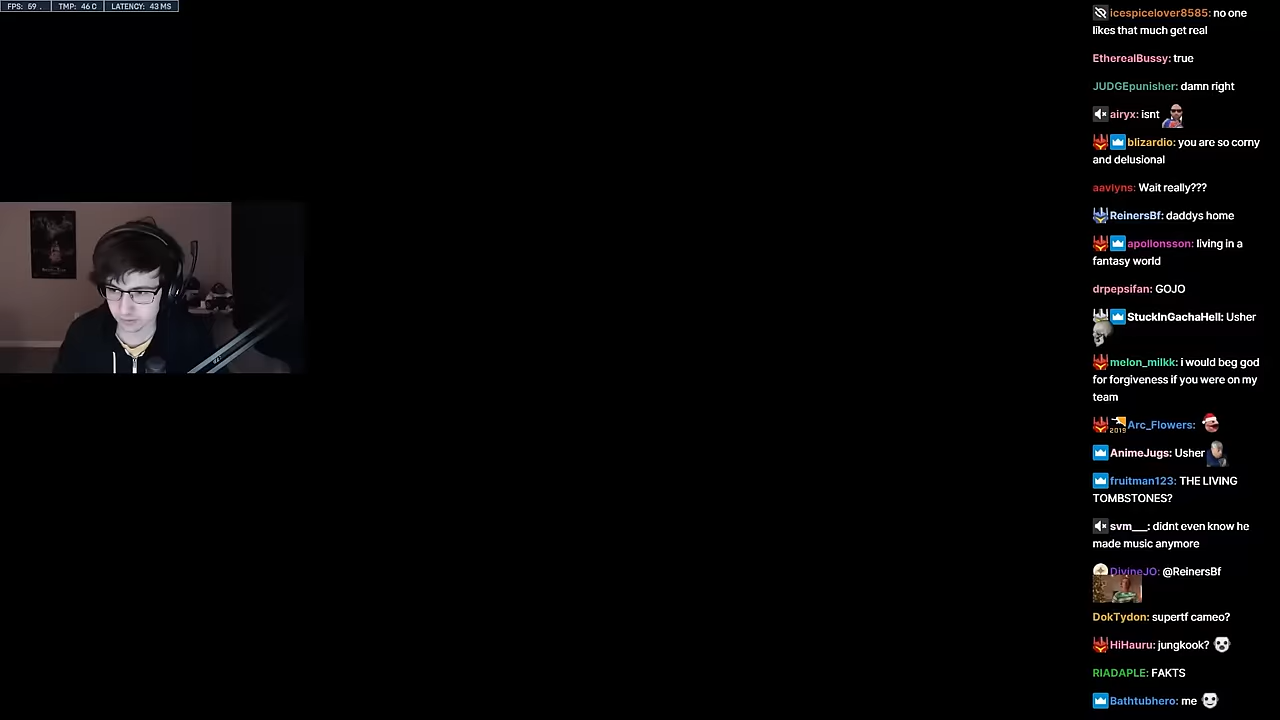 FPS: 59 .
TMP: 46 C
LATENCY: 43 MS
icespicelover8585: no one
likes that much get real
EtherealBussy: true
JUDGEpunisher: damn right
airyx: isnt
blizardio: you are so corny
and delusional
aavlyns: Wait really???
ReinersBf: daddys home
apollonsson: living in a
fantasy world
drpepsifan: GOJO
StuckInGachaHell: Usher
melon_milkk: i would beg god
for forgiveness if you were on my
team
2019 Arc_Flowers:
AnimeJugs: Usher
fruitman123: THE LIVING
TOMBSTONES?
svm___: didnt even know he
made music anymore
DivineJO: @ReinersBf
DokTydon: supertf cameo?
HiHauru: jungkook?
RIADAPLE: FAKTS
Bathtubhero: me